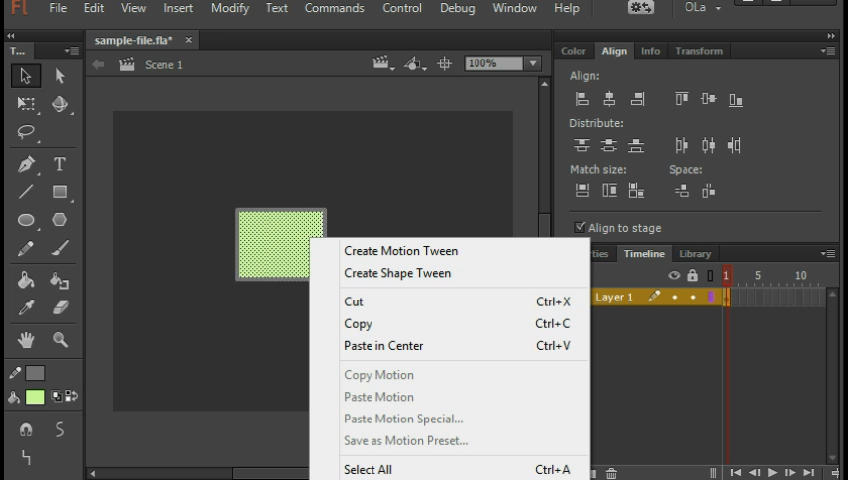 Fl File Edit View Insert Modify Text Commands Control Debug Window Help OLa
T... sample-file.fla* × Color Align Info Transform
Scene 1 100%
Align:
Distribute:
Match size: Space:
Align to stage
Create Motion Tween
Create Shape Tween
Cut Ctrl+X
Copy Ctrl+C
Paste in Center Ctrl+V
Copy Motion
Paste Motion
Paste Motion Special...
Save as Motion Preset...
Select All Ctrl+A
rties Timeline Library
1 5 10
Layer 1